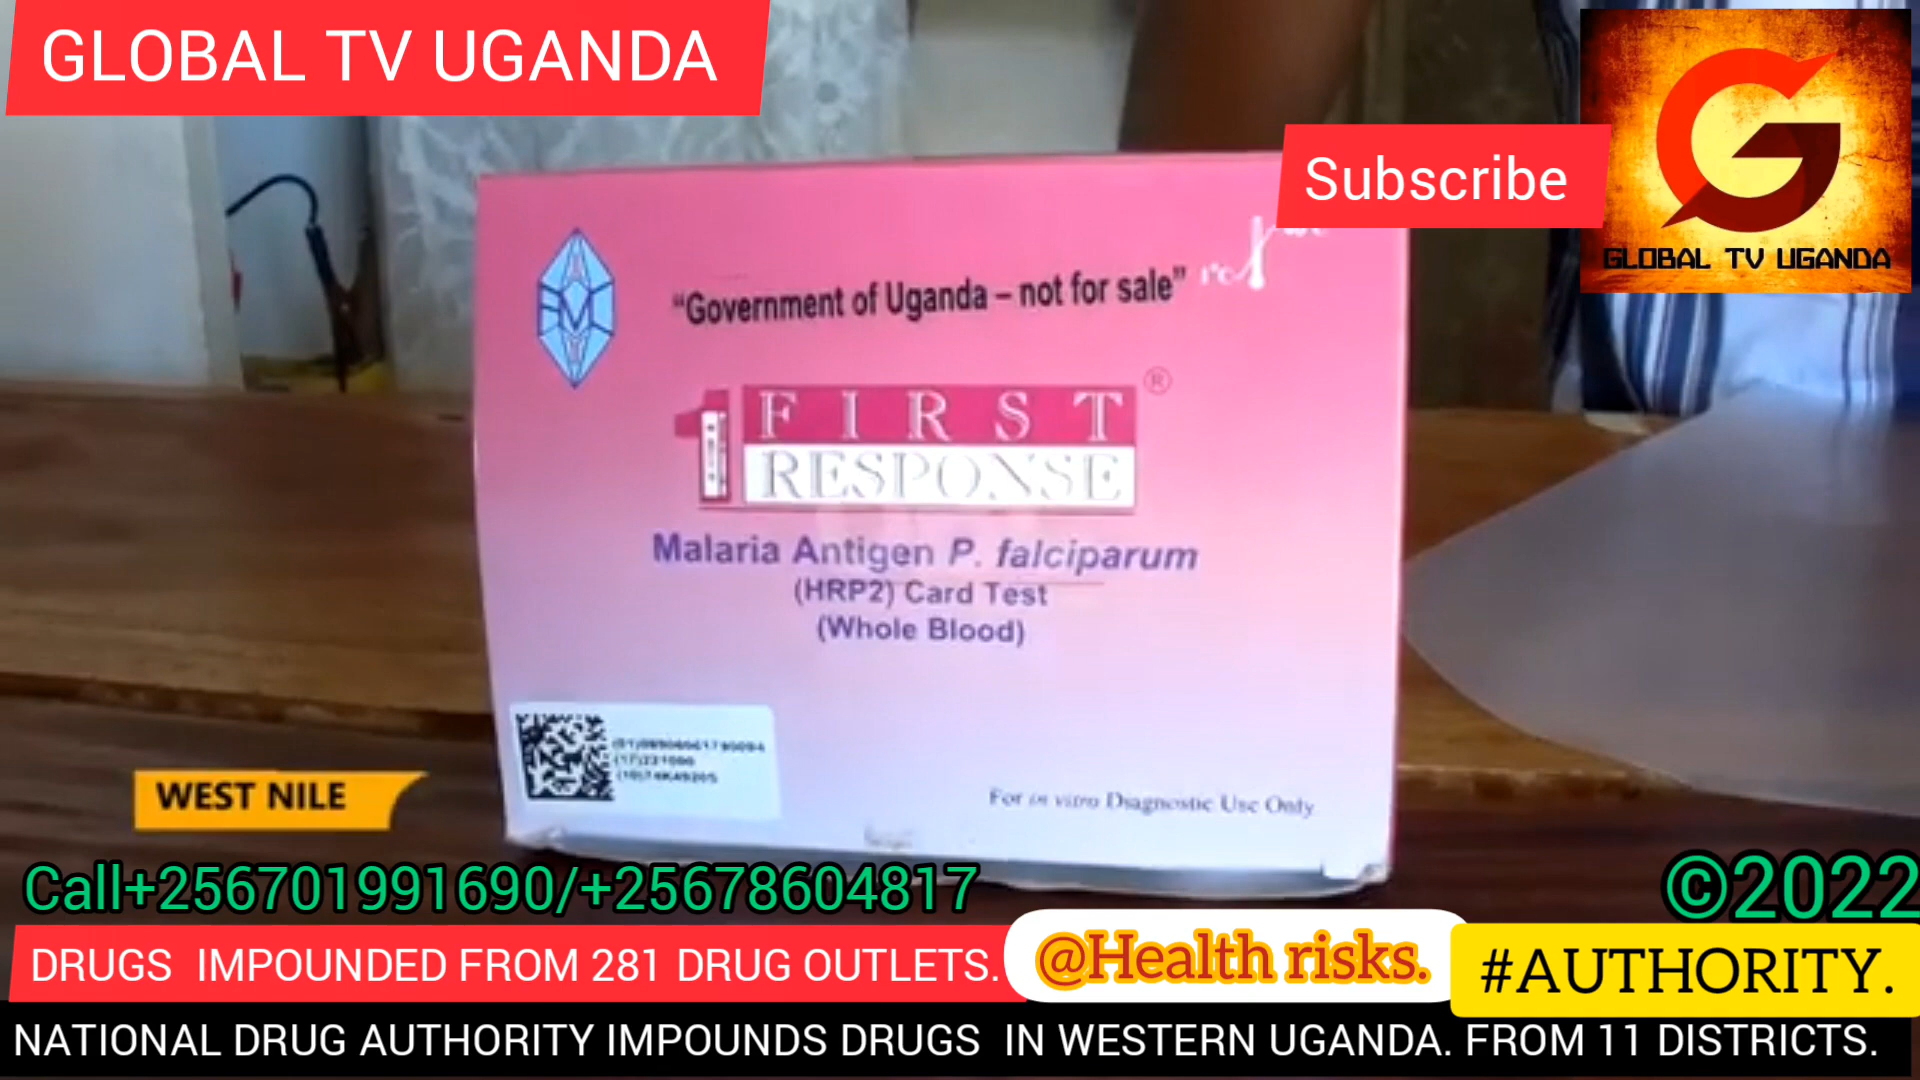 GLOBAL TV UGANDA
Subscribe
GLOBAL TV UGANDA
"Government of Uganda – not for sale"
1 FIRST
RESPONSE
®
Malaria Antigen P. falciparum
(HRP2) Card Test
(Whole Blood)
For in vitro Diagnostic Use Only
WEST NILE
Call+256701991690/+25678604817
©2022
DRUGS IMPOUNDED FROM 281 DRUG OUTLETS.
@Health risks.
#AUTHORITY.
NATIONAL DRUG AUTHORITY IMPOUNDS DRUGS IN WESTERN UGANDA. FROM 11 DISTRICTS.